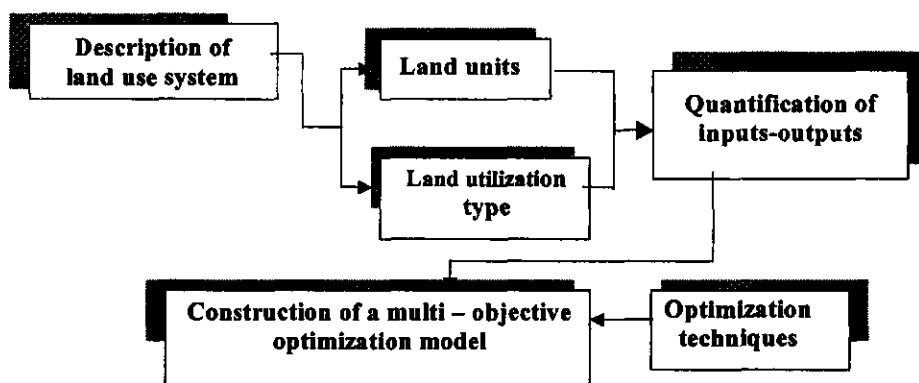 Description of
land use system
Land units
Quantification of
inputs-outputs
Land utilization
type
Construction of a multi – objective
optimization model
Optimization
techniques